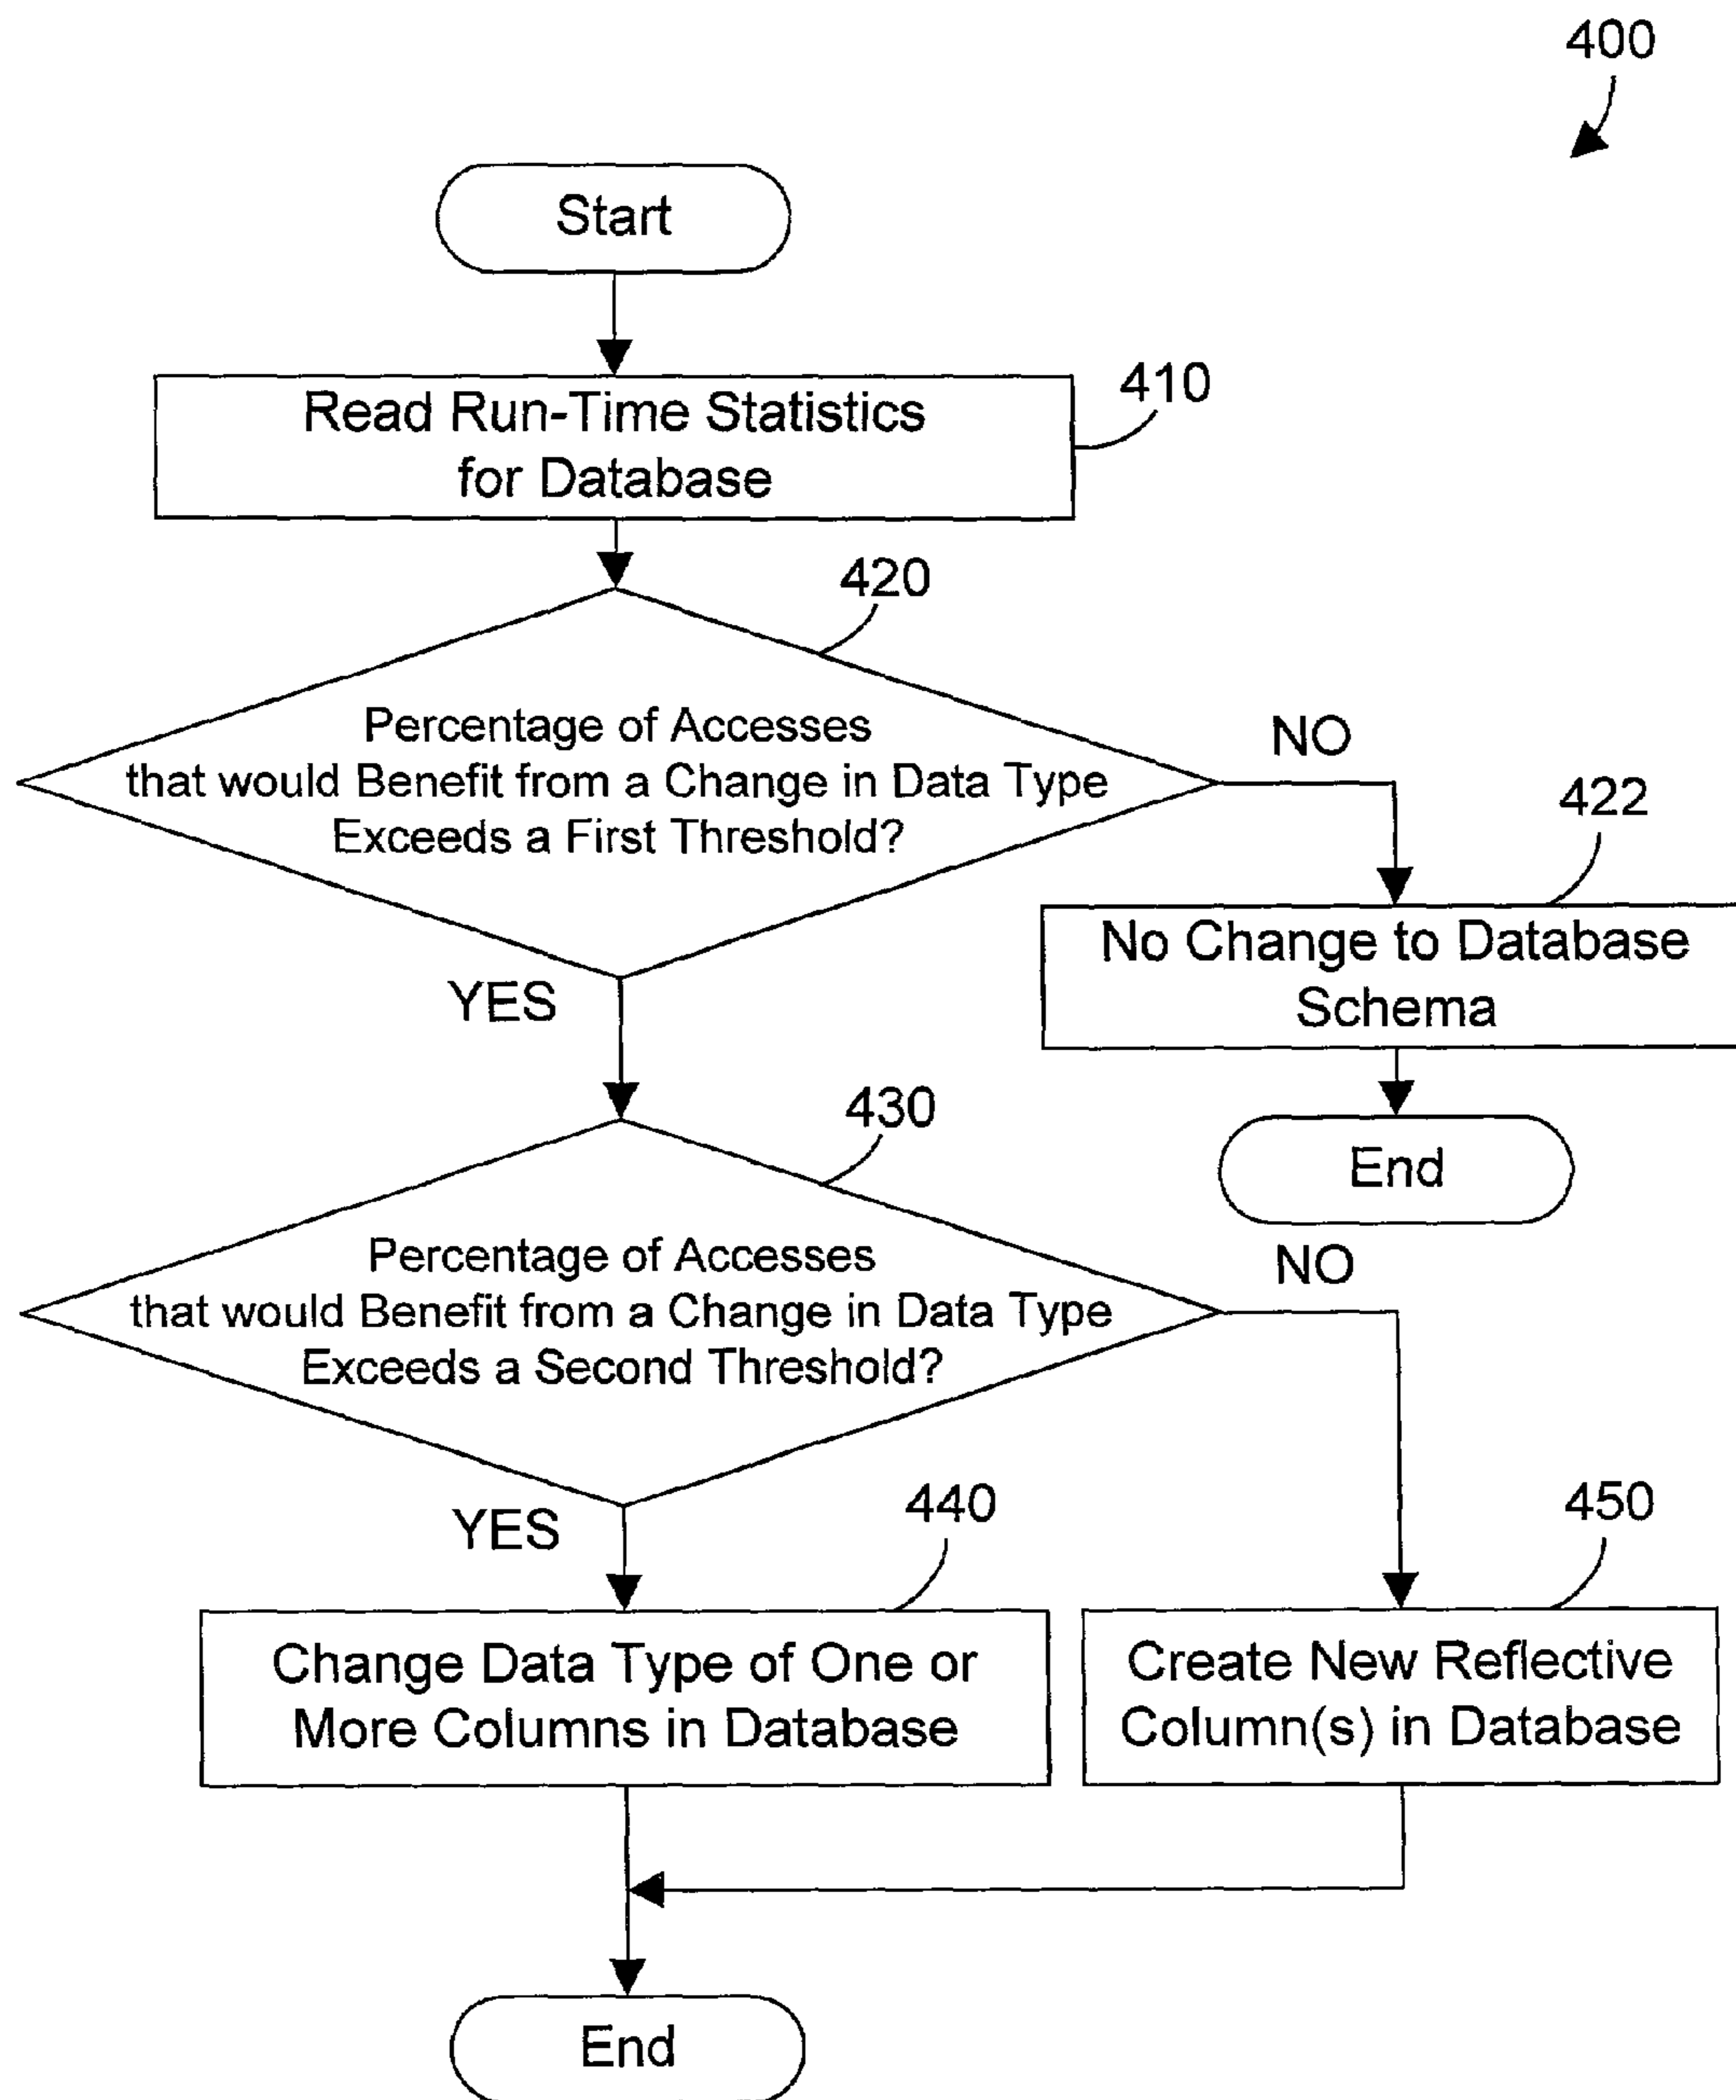 400
Start
Read Run-Time Statistics
for Database
410
420
Percentage of Accesses
that would Benefit from a Change in Data Type
Exceeds a First Threshold?
NO
422
No Change to Database
Schema
End
YES
430
Percentage of Accesses
that would Benefit from a Change in Data Type
Exceeds a Second Threshold?
NO
YES
440
Change Data Type of One or
More Columns in Database
450
Create New Reflective
Column(s) in Database
End